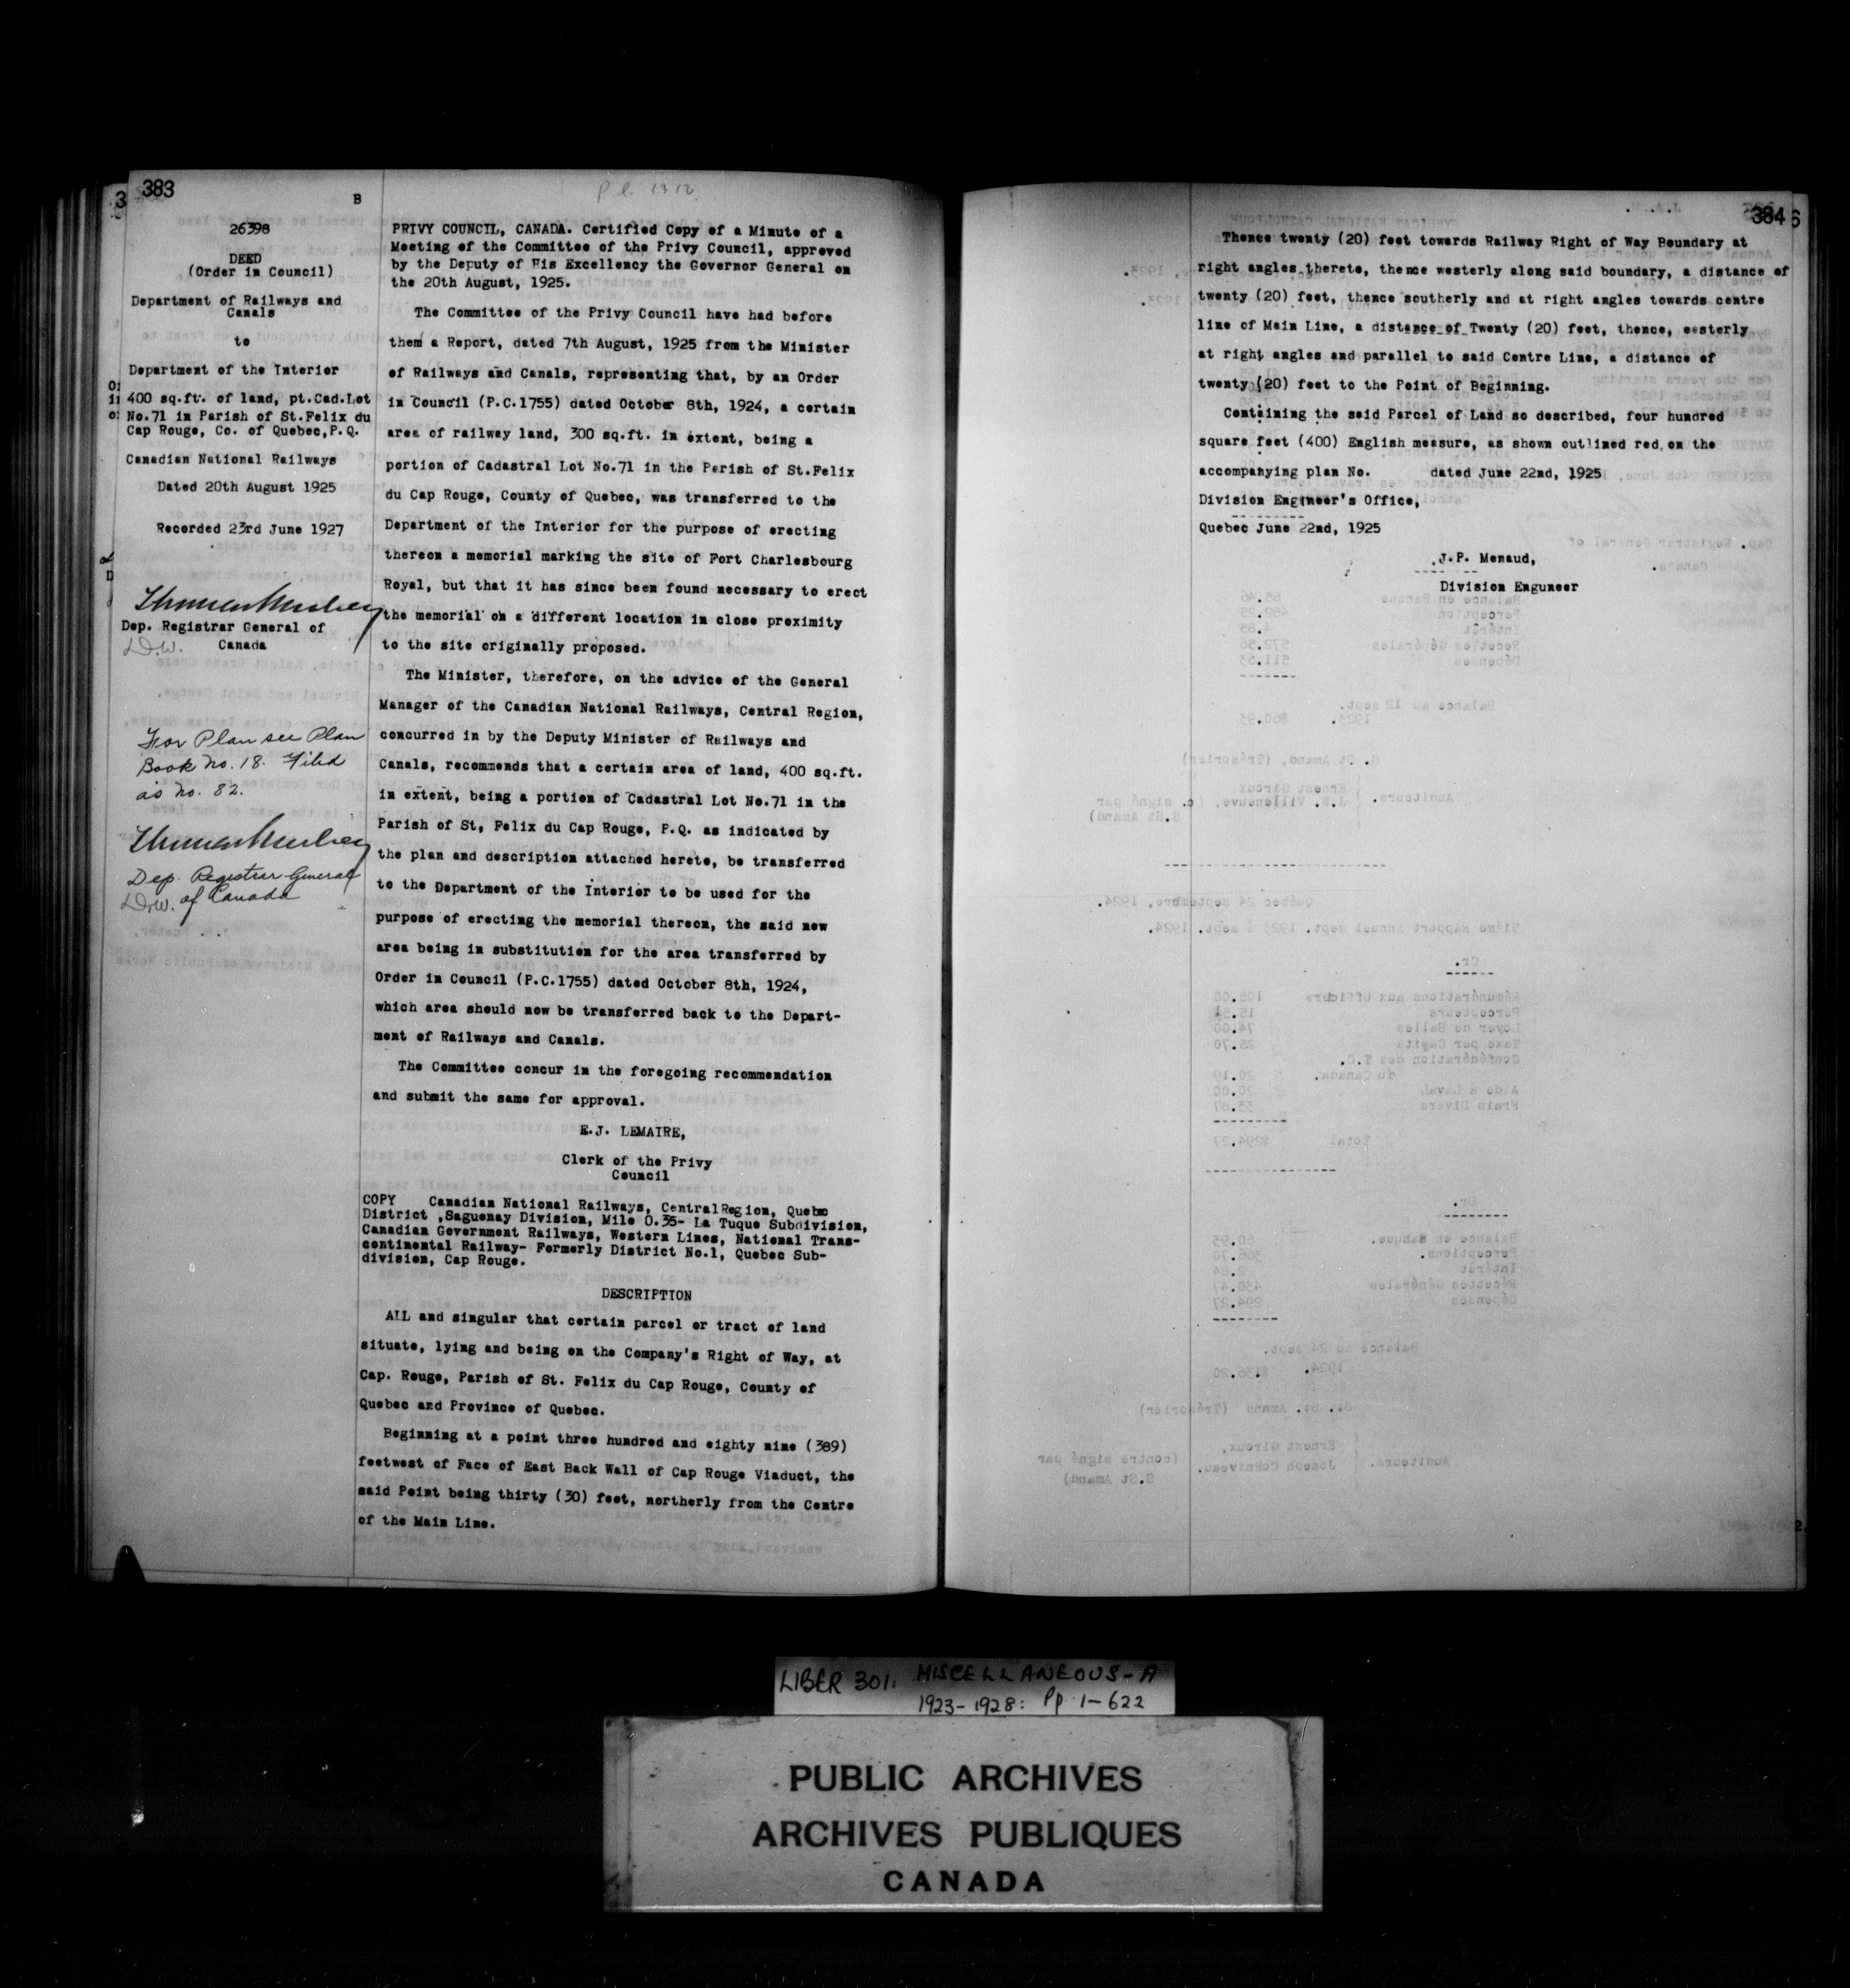 383
B
26398
DEED
(Order in Council)
Department of Railways and
Canals
to
Department of the Interior
400 sq.ft. of land, pt.Cad.Lot
No.71 in Parish of St.Felix du
Cap Rouge, Co. of Quebec,P.Q.
Canadian National Railways
Dated 20th August 1925
Recorded 23rd June 1927
Dep. Registrar General of
Canada
L.D.W.
For Plan see Plan
Book No. 18. Filed
as No. 82.
Dep. Registrar General
L.D.W. of Canada
PRIVY COUNCIL, CANADA. Certified Copy of a Minute of a
Meeting of the Committee of the Privy Council, approved
by the Deputy of His Excellency the Governor General on
the 20th August, 1925.
The Committee of the Privy Council have had before
them a Report, dated 7th August, 1925 from the Minister
of Railways and Canals, representing that, by an Order
in Council (P.C.1755) dated October 8th, 1924, a certain
area of railway land, 300 sq.ft. in extent, being a
portion of Cadastral Lot No.71 in the Parish of St.Felix
du Cap Rouge, County of Quebec, was transferred to the
Department of the Interior for the purpose of erecting
thereon a memorial marking the site of Fort Charlesbourg
Royal, but that it has since been found necessary to erect
the memorial on a different location in close proximity
to the site originally proposed.
The Minister, therefore, on the advice of the General
Manager of the Canadian National Railways, Central Region,
concurred in by the Deputy Minister of Railways and
Canals, recommends that a certain area of land, 400 sq.ft.
in extent, being a portion of Cadastral Lot No.71 in the
Parish of St, Felix du Cap Rouge, P.Q. as indicated by
the plan and description attached hereto, be transferred
to the Department of the Interior to be used for the
purpose of erecting the memorial thereon, the said new
area being in substitution for the area transferred by
Order in Council (P.C.1755) dated October 8th, 1924,
which area should now be transferred back to the Depart-
ment of Railways and Canals.
The Committee concur in the foregoing recommendation
and submit the same for approval.
E.J. LEMAIRE,
Clerk of the Privy
Council
COPY Canadian National Railways, CentralRegion, Quebec
District ,Saguenay Division, Mile 0.35- La Tuque Subdivision,
Canadian Government Railways, Western Lines, National Trans-
continental Railway- Formerly District No.1, Quebec Sub-
division, Cap Rouge.
DESCRIPTION
ALL and singular that certain parcel or tract of land
situate, lying and being on the Company's Right of Way, at
Cap. Rouge, Parish of St. Felix du Cap Rouge, County of
Quebec and Province of Quebec.
Beginning at a point three hundred and eighty nine (389)
feetwest of Face of East Back Wall of Cap Rouge Viaduct, the
said Point being thirty (30) feet, northerly from the Centre
of the Main Line.
384
Thence twenty (20) feet towards Railway Right of Way Boundary at
right angles thereto, thence westerly along said boundary, a distance of
twenty (20) feet, thence southerly and at right angles towards centre
line of Main Line, a distance of Twenty (20) feet, thence, easterly
at right angles and parallel to said Centre Line, a distance of
twenty (20) feet to the Point of Beginning.
Containing the said Parcel of Land so described, four hundred
square feet (400) English measure, as shown outlined red on the
accompanying plan No. dated June 22nd, 1925
Division Engineer's Office,
Quebec June 22nd, 1925
J.P. Menaud,
Division Enguneer
LIBER 301: MISCELLANEOUS-A
1923-1928: Pp 1-622
PUBLIC ARCHIVES
ARCHIVES PUBLIQUES
CANADA